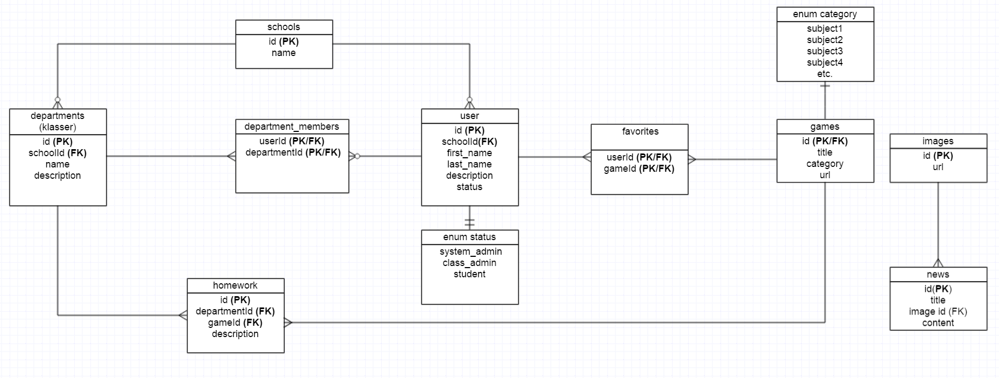 schools
id (PK)
name
enum category
subject1
subject2
subject3
subject4
etc.
departments
(klasser)
id (PK)
schoolId (FK)
name
description
department_members
userId (PK/FK)
departmentId (PK/FK)
user
id (PK)
schoolId(FK)
first_name
last_name
description
status
favorites
userId (PK/FK)
gameId (PK/FK)
games
id (PK/FK)
title
category
url
images
id (PK)
url
enum status
system_admin
class_admin
student
homework
id (PK)
departmentId (FK)
gameId (FK)
description
news
id(PK)
title
image id (FK)
content